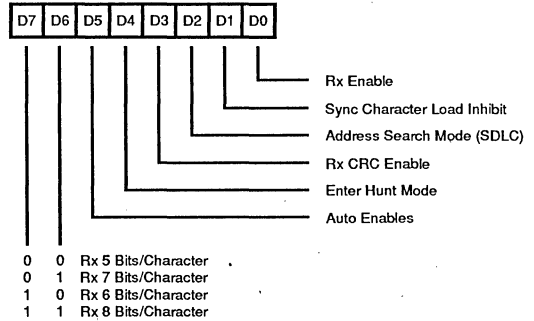 D7 D6 D5 D4 D3 D2 D1 D0
Rx Enable
Sync Character Load Inhibit
Address Search Mode (SDLC)
Rx CRC Enable
Enter Hunt Mode
Auto Enables
0 0 Rx 5 Bits/Character
0 1 Rx 7 Bits/Character
1 0 Rx 6 Bits/Character
1 1 Rx 8 Bits/Character